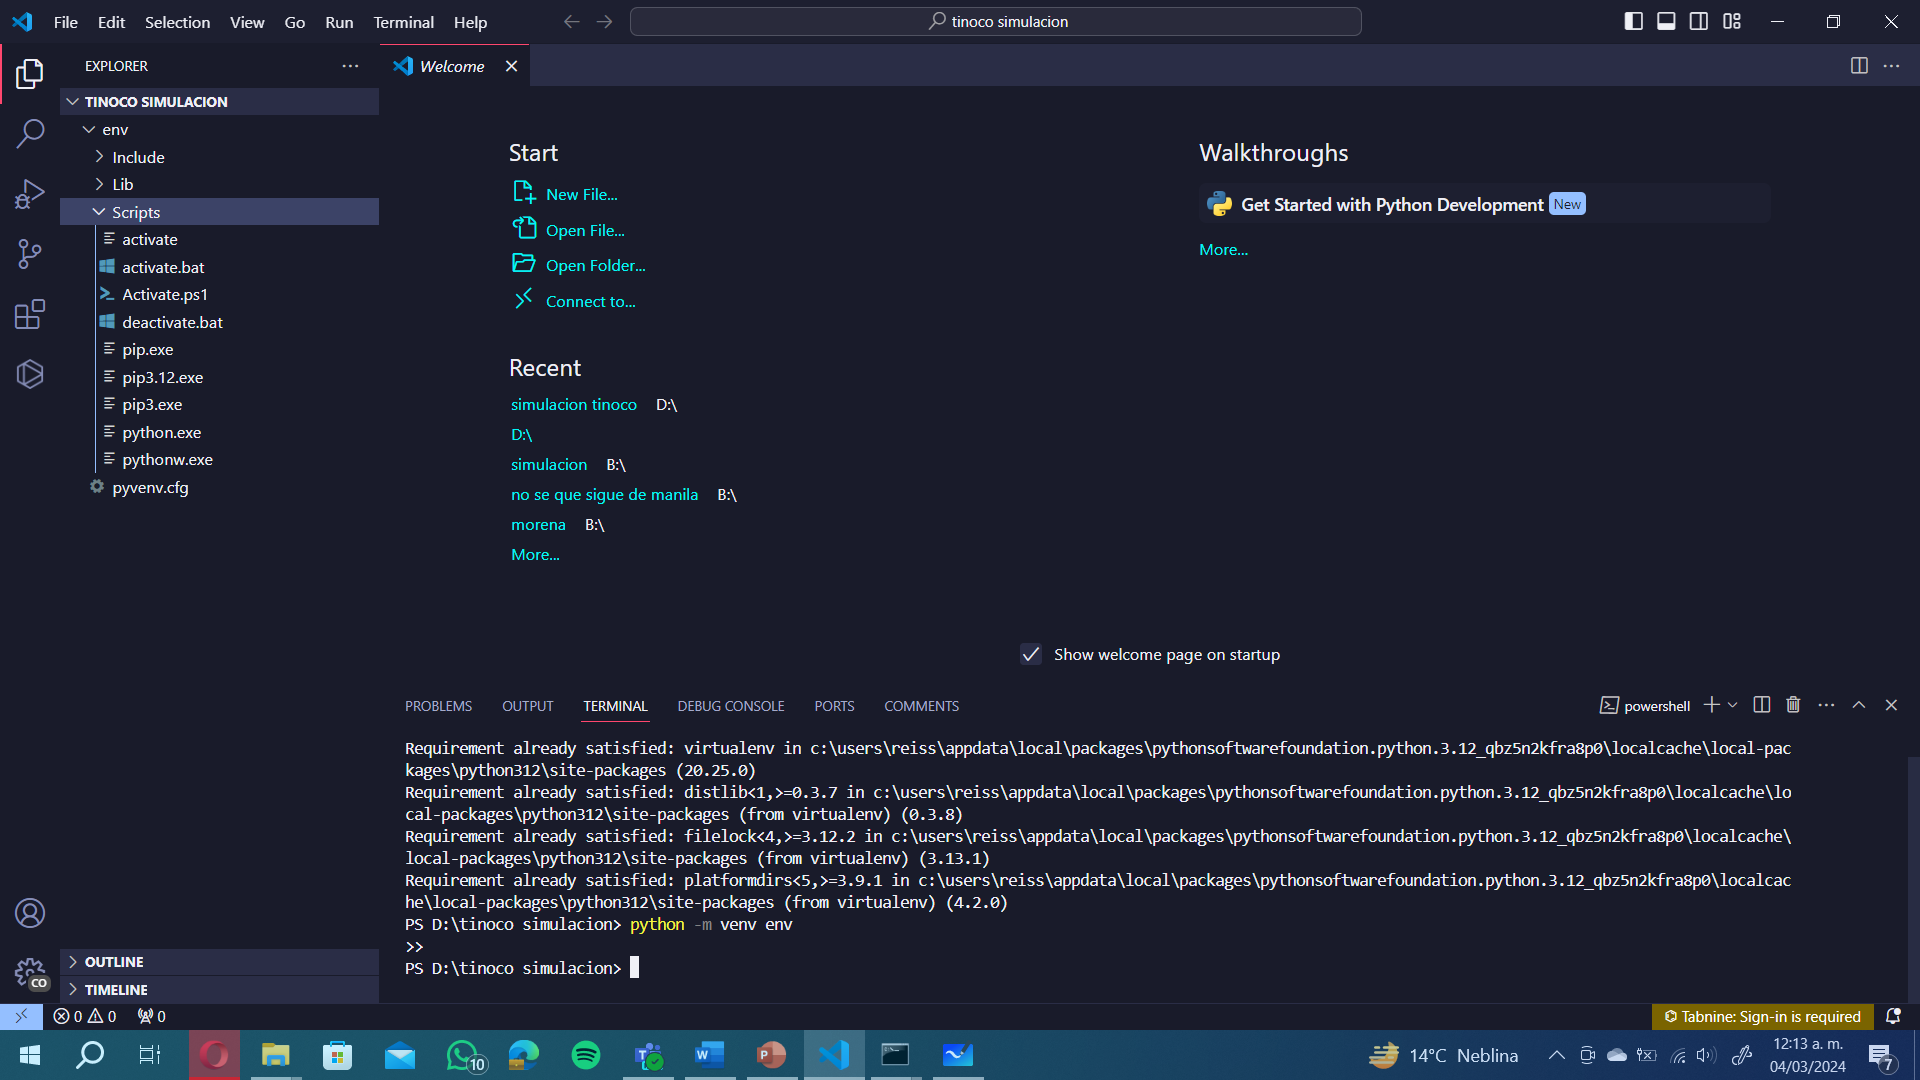 File Edit Selection View Go Run Terminal Help
tinoco simulacion
EXPLORER
Welcome
TINOCO SIMULACION
env
Include
Lib
Scripts
activate
activate.bat
Activate.ps1
deactivate.bat
pip.exe
pip3.12.exe
pip3.exe
python.exe
pythonw.exe
pyvenv.cfg
OUTLINE
TIMELINE
CO
Start
New File...
Open File...
Open Folder...
Connect to...
Recent
simulacion tinoco D:\
D:\
simulacion B:\
no se que sigue de manila B:\
morena B:\
More...
Walkthroughs
Get Started with Python Development New
More...
Show welcome page on startup
PROBLEMS OUTPUT TERMINAL DEBUG CONSOLE PORTS COMMENTS
powershell
Requirement already satisfied: virtualenv in c:\users\reiss\appdata\local\packages\pythonsoftwarefoundation.python.3.12_qbz5n2kfra8p0\localcache\local-pac
kages\python312\site-packages (20.25.0)
Requirement already satisfied: distlib<1,>=0.3.7 in c:\users\reiss\appdata\local\packages\pythonsoftwarefoundation.python.3.12_qbz5n2kfra8p0\localcache\lo
cal-packages\python312\site-packages (from virtualenv) (0.3.8)
Requirement already satisfied: filelock<4,>=3.12.2 in c:\users\reiss\appdata\local\packages\pythonsoftwarefoundation.python.3.12_qbz5n2kfra8p0\localcache\
local-packages\python312\site-packages (from virtualenv) (3.13.1)
Requirement already satisfied: platformdirs<5,>=3.9.1 in c:\users\reiss\appdata\local\packages\pythonsoftwarefoundation.python.3.12_qbz5n2kfra8p0\localcac
he\local-packages\python312\site-packages (from virtualenv) (4.2.0)
PS D:\tinoco simulacion> python -m venv env
>>
PS D:\tinoco simulacion>
0 0 0
Tabnine: Sign-in is required
10
14°C Neblina
12:13 a. m.
04/03/2024
7